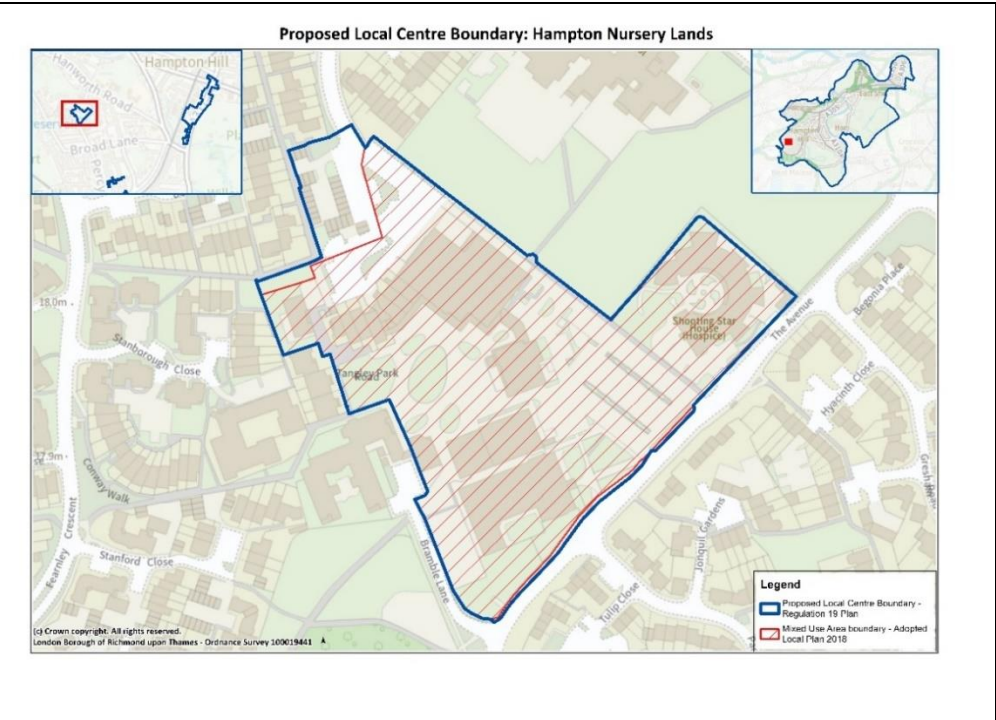 Proposed Local Centre Boundary: Hampton Nursery Lands
Hampton Hill
Hanworth Road
Broad Lane
18.0m
Stanborough Close
Tangley Park
Road
Shooting Star
House
(Hospice)
The Avenue
Begonia Place
Hyacinth Close
Conway Walk
Fearnley Crescent
Stanford Close
Bramble Lane
Jonquil Gardens
Tulip Close
Legend
Proposed Local Centre Boundary -
Regulation 19 Plan
Mixed Use Area boundary - Adopted
Local Plan 2018
(c) Crown copyright. All rights reserved.
London Borough of Richmond upon Thames - Ordnance Survey 100019441